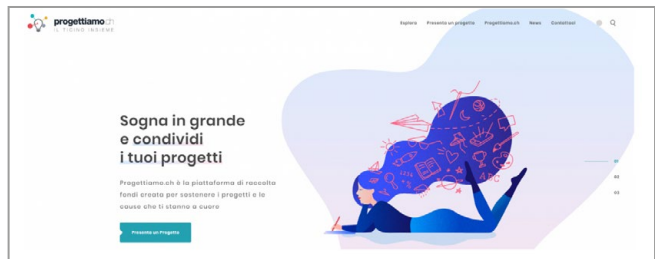 progettiamo.ch
IL TICINO INSIEME
Esplora Presenta un progetto Progettiamo.ch News Contattaci
Sogna in grande
e condividi
i tuoi progetti
Progettiamo.ch è la piattaforma di raccolta
fondi creata per sostenere i progetti e le
cause che ti stanno a cuore
Presenta un Progetto
ABC